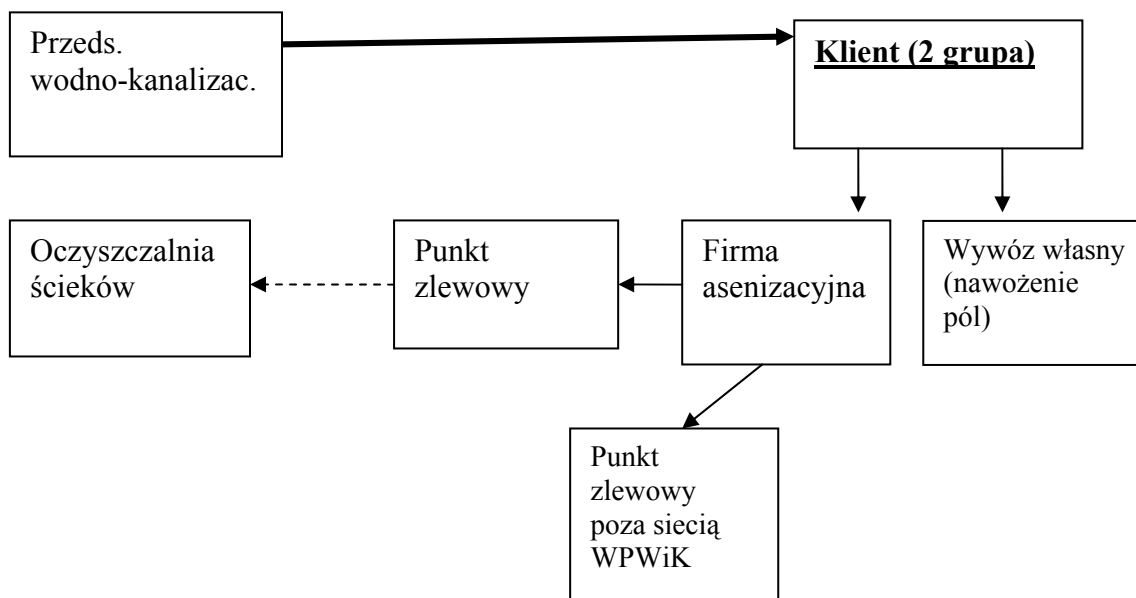 Przeds.
wodno-kanalizac.
Klient (2 grupa)
Oczyszczalnia
ścieków
Punkt
zlewowy
Firma
asenizacyjna
Wywóz własny
(nawożenie
pól)
Punkt
zlewowy
poza siecią
WPWiK